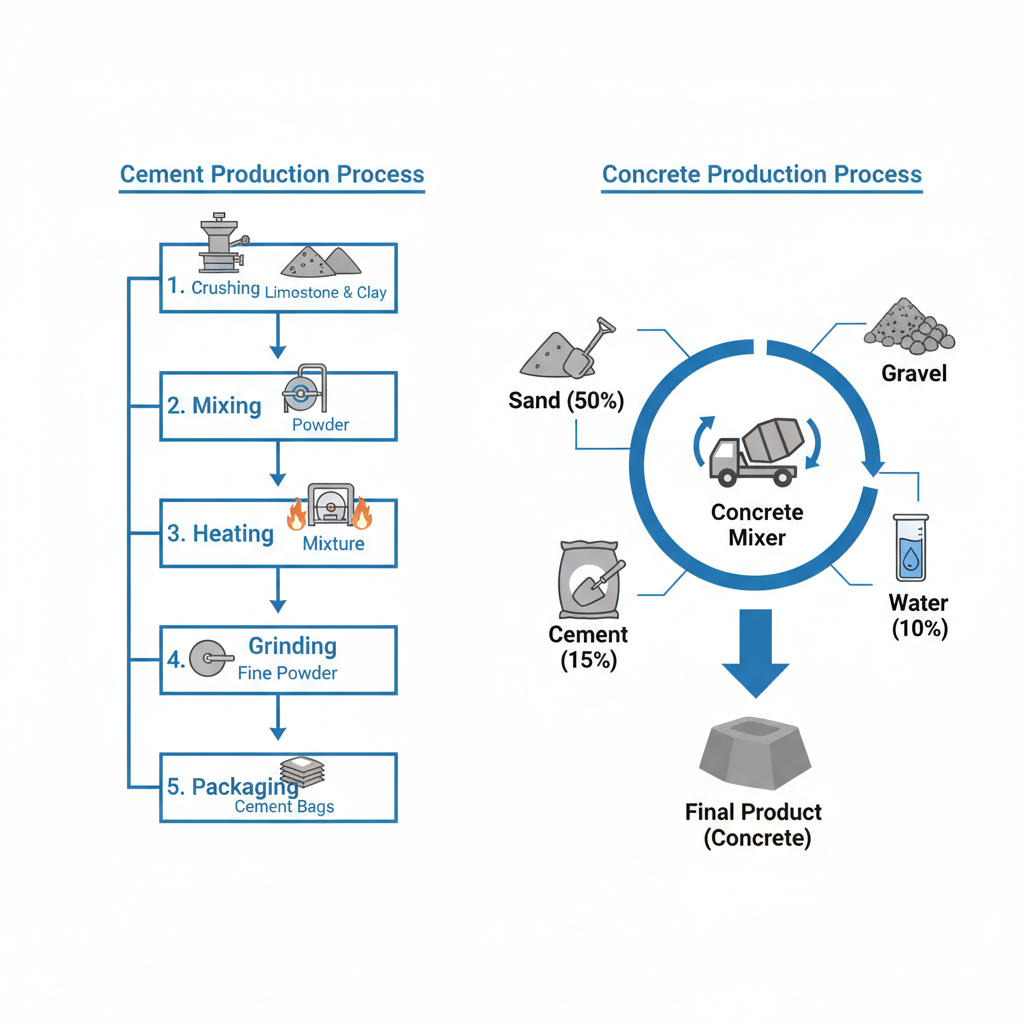 Cement Production Process
1. Crushing
Limostone & Clay
2. Mixing
Powder
3. Heating
Mixture
4. Grinding
Fine Powder
5. Packaging
Cement Bags
Concrete Production Process
Sand (50%)
Gravel
Concrete
Mixer
Cement
(15%)
Water
(10%)
Final Product
(Concrete)